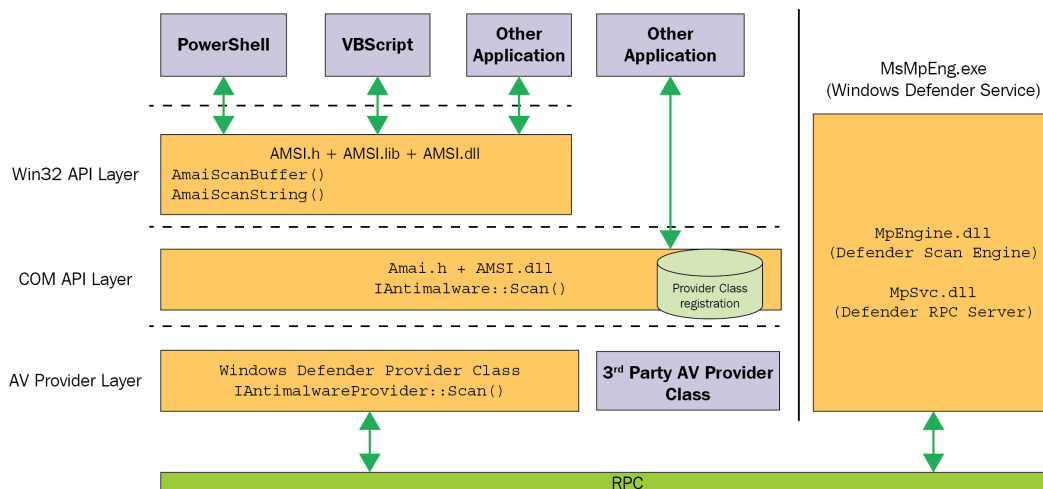 PowerShell
VBScript
Other
Application
Other
Application
MsMpEng.exe
(Windows Defender Service)
Win32 API Layer
AMSI.h + AMSI.lib + AMSI.dll
AmaiScanBuffer()
AmaiScanString()
COM API Layer
Amai.h + AMSI.dll
IAntimalware::Scan()
Provider Class
registration
MpEngine.dll
(Defender Scan Engine)
MpSvc.dll
(Defender RPC Server)
AV Provider Layer
Windows Defender Provider Class
IAntimalwareProvider::Scan()
3rd Party AV Provider
Class
RPC